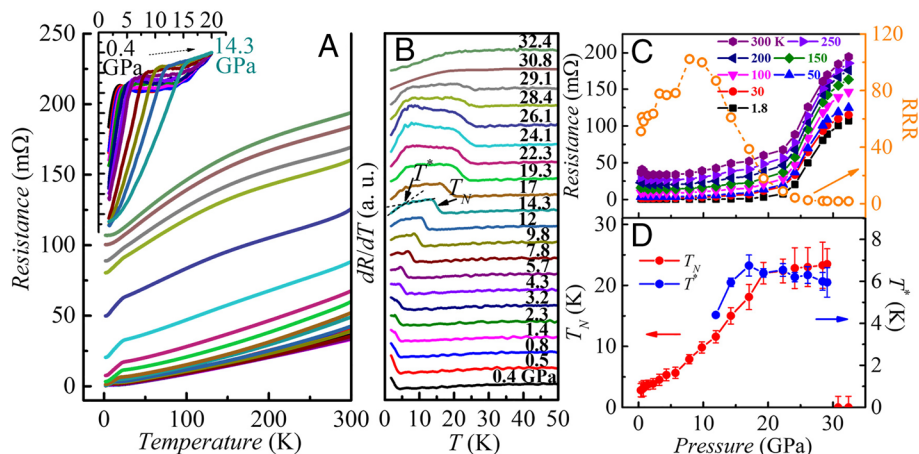 0 5 10 15 20
0.4 14.3
GPa GPa
A
250
200
150
100
50
0
Resistance (mΩ)
0 100 200 300
Temperature (K)
B
32.4
30.8
29.1
28.4
26.1
24.1
22.3
19.3
17
14.3
12
9.8
7.8
5.7
4.3
3.2
2.3
1.4
0.8
0.5
0.4 GPa
T*
T_N
dR/dT (a. u.)
0 10 20 30 40 50
T (K)
C
300 K 250
200 150
100 50
30
1.8
200
150
100
50
0
Resistance (mΩ)
120
80
40
0
RRR
D
T_N
T*
30
20
10
0
T_N (K)
8
6
4
2
0
T* (K)
0 10 20 30
Pressure (GPa)